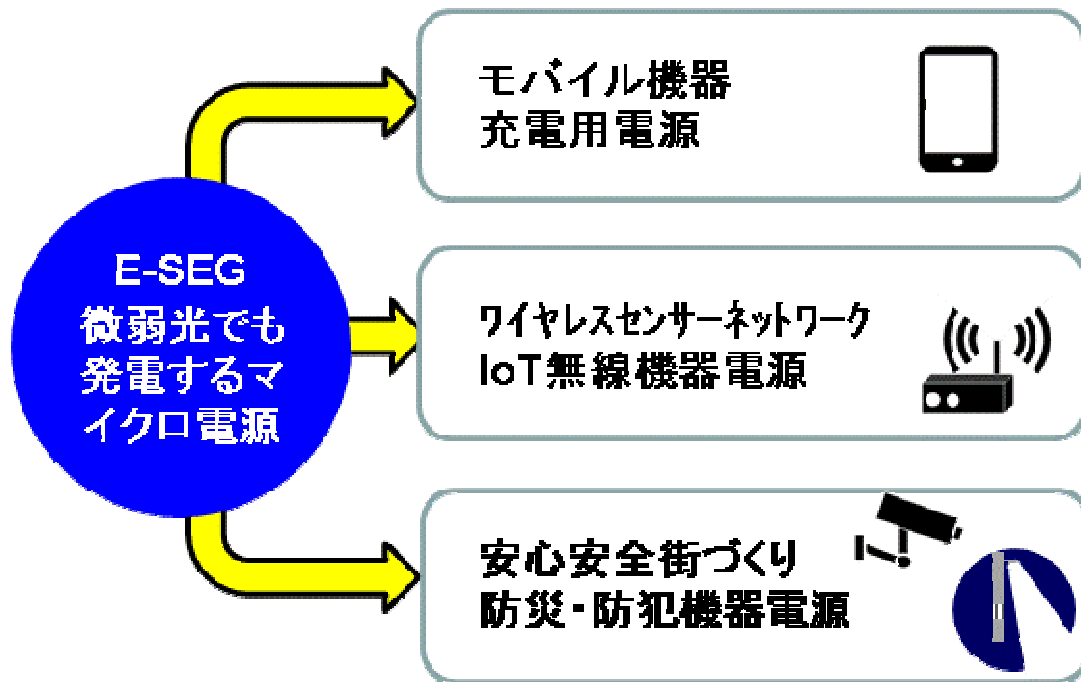 E-SEG
微弱光でも
発電するマ
イクロ電源
モバイル機器
充電用電源
ワイヤレスセンサーネットワーク
IoT無線機器電源
安心安全街づくり
防災・防犯機器電源